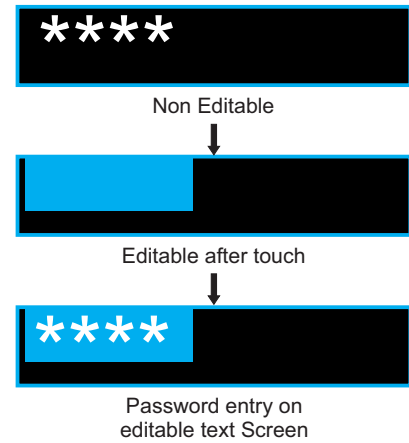 ****
Non Editable
Editable after touch
****
Password entry on
editable text Screen